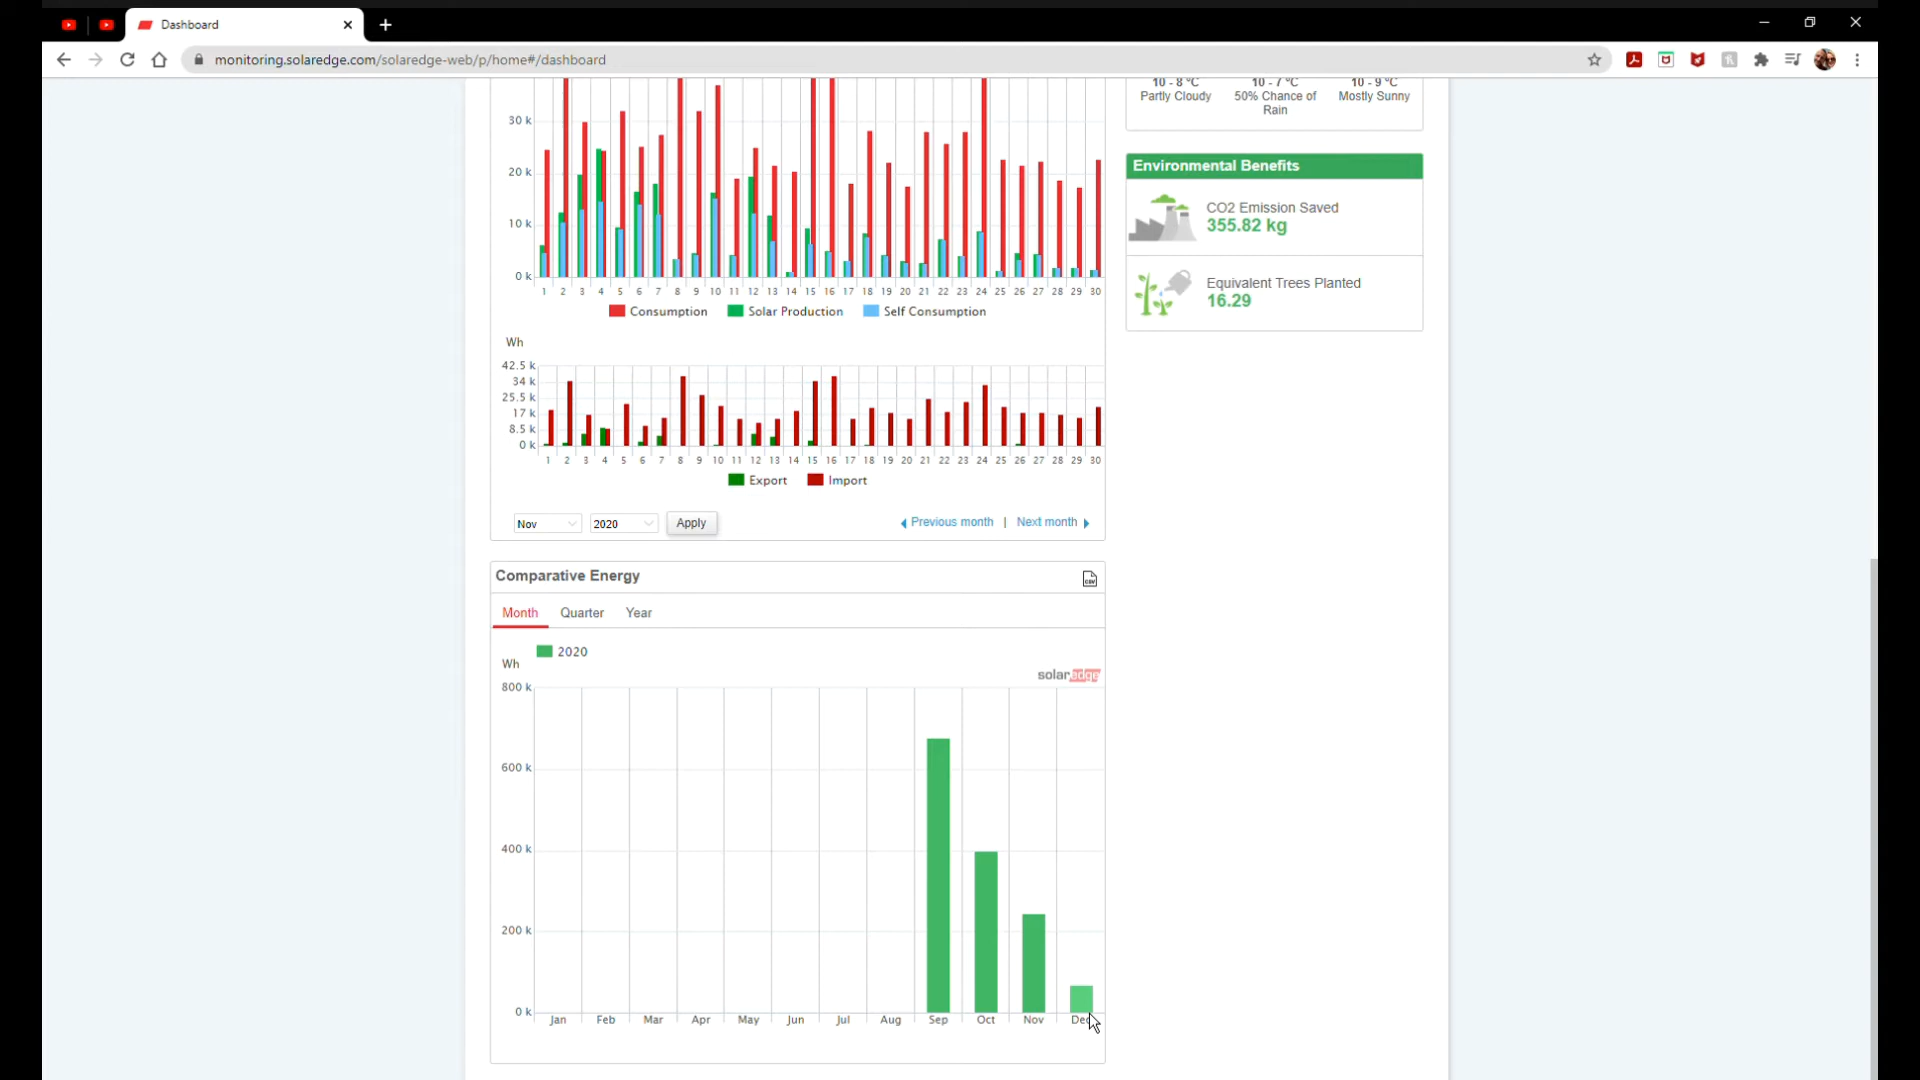 Dashboard
monitoring.solaredge.com/solaredge-web/p/home#/dashboard
10 - 8 °C 10 - 7 °C 10 - 9 °C
Partly Cloudy 50% Chance of Rain Mostly Sunny
30 k
20 k
10 k
0 k
1 2 3 4 5 6 7 8 9 10 11 12 13 14 15 16 17 18 19 20 21 22 23 24 25 26 27 28 29 30
Consumption Solar Production Self Consumption
Wh
42.5 k
34 k
25.5 k
17 k
8.5 k
0 k
1 2 3 4 5 6 7 8 9 10 11 12 13 14 15 16 17 18 19 20 21 22 23 24 25 26 27 28 29 30
Export Import
Nov 2020 Apply Previous month | Next month
Environmental Benefits
CO2 Emission Saved
355.82 kg
Equivalent Trees Planted
16.29
Comparative Energy
CSV
Month Quarter Year
2020
Wh
solaredge
800 k
600 k
400 k
200 k
0 k
Jan Feb Mar Apr May Jun Jul Aug Sep Oct Nov Dec